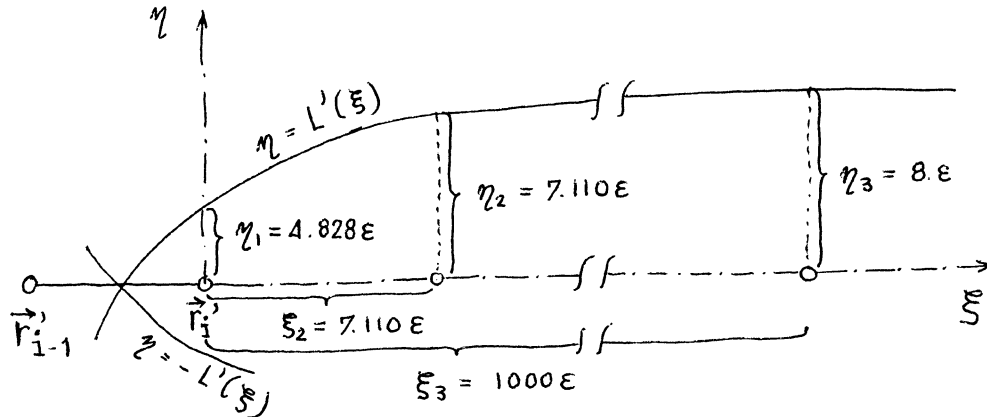 η
η = L'(ξ)
η₁ = 4.828 ε
η₂ = 7.110 ε
η₃ = 8. ε
r⃗'ᵢ₋₁
r⃗ᵢ'
ξ₂ = 7.110 ε
ξ
ξ = -L'(ξ)
ξ₃ = 1000 ε